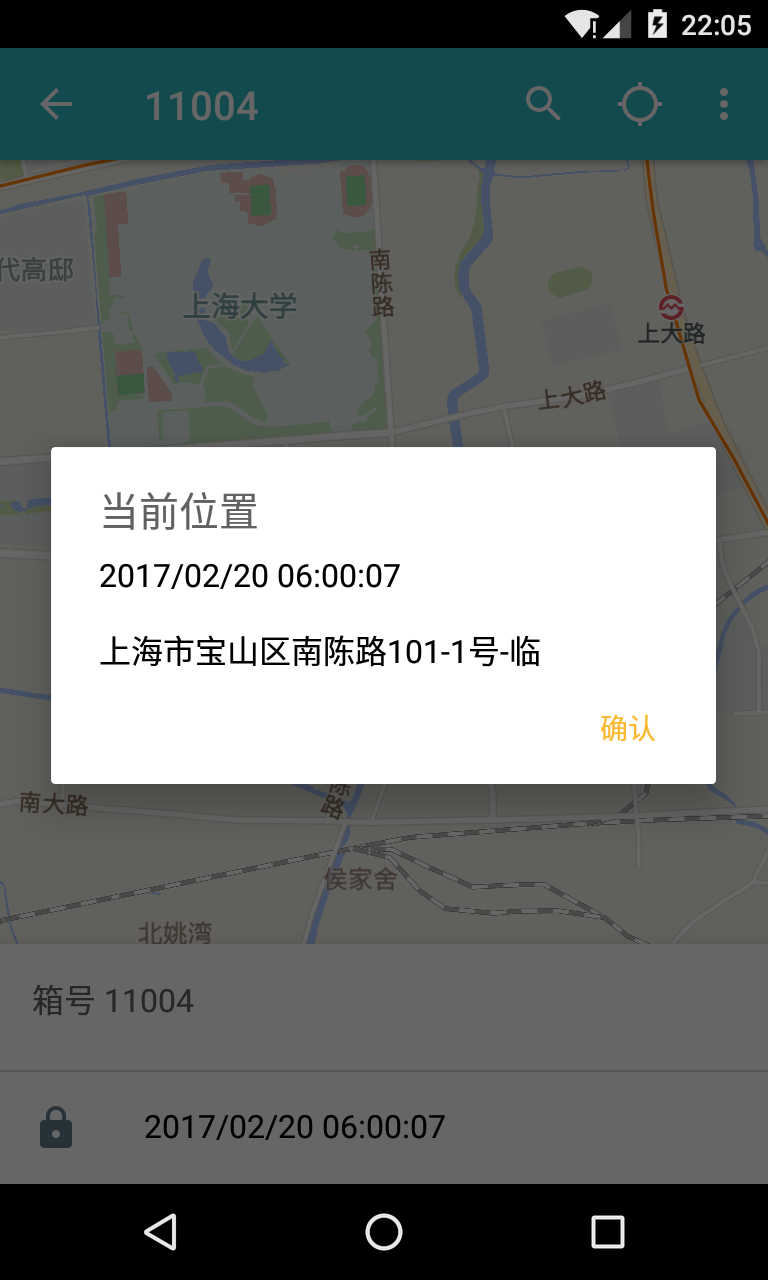 22:05
11004
代高邸
上海大学
南陈路
上大路
上大路
当前位置
2017/02/20 06:00:07
上海市宝山区南陈路101-1号-临
确认
南大路
陈路
侯家舍
北姚湾
箱号 11004
2017/02/20 06:00:07